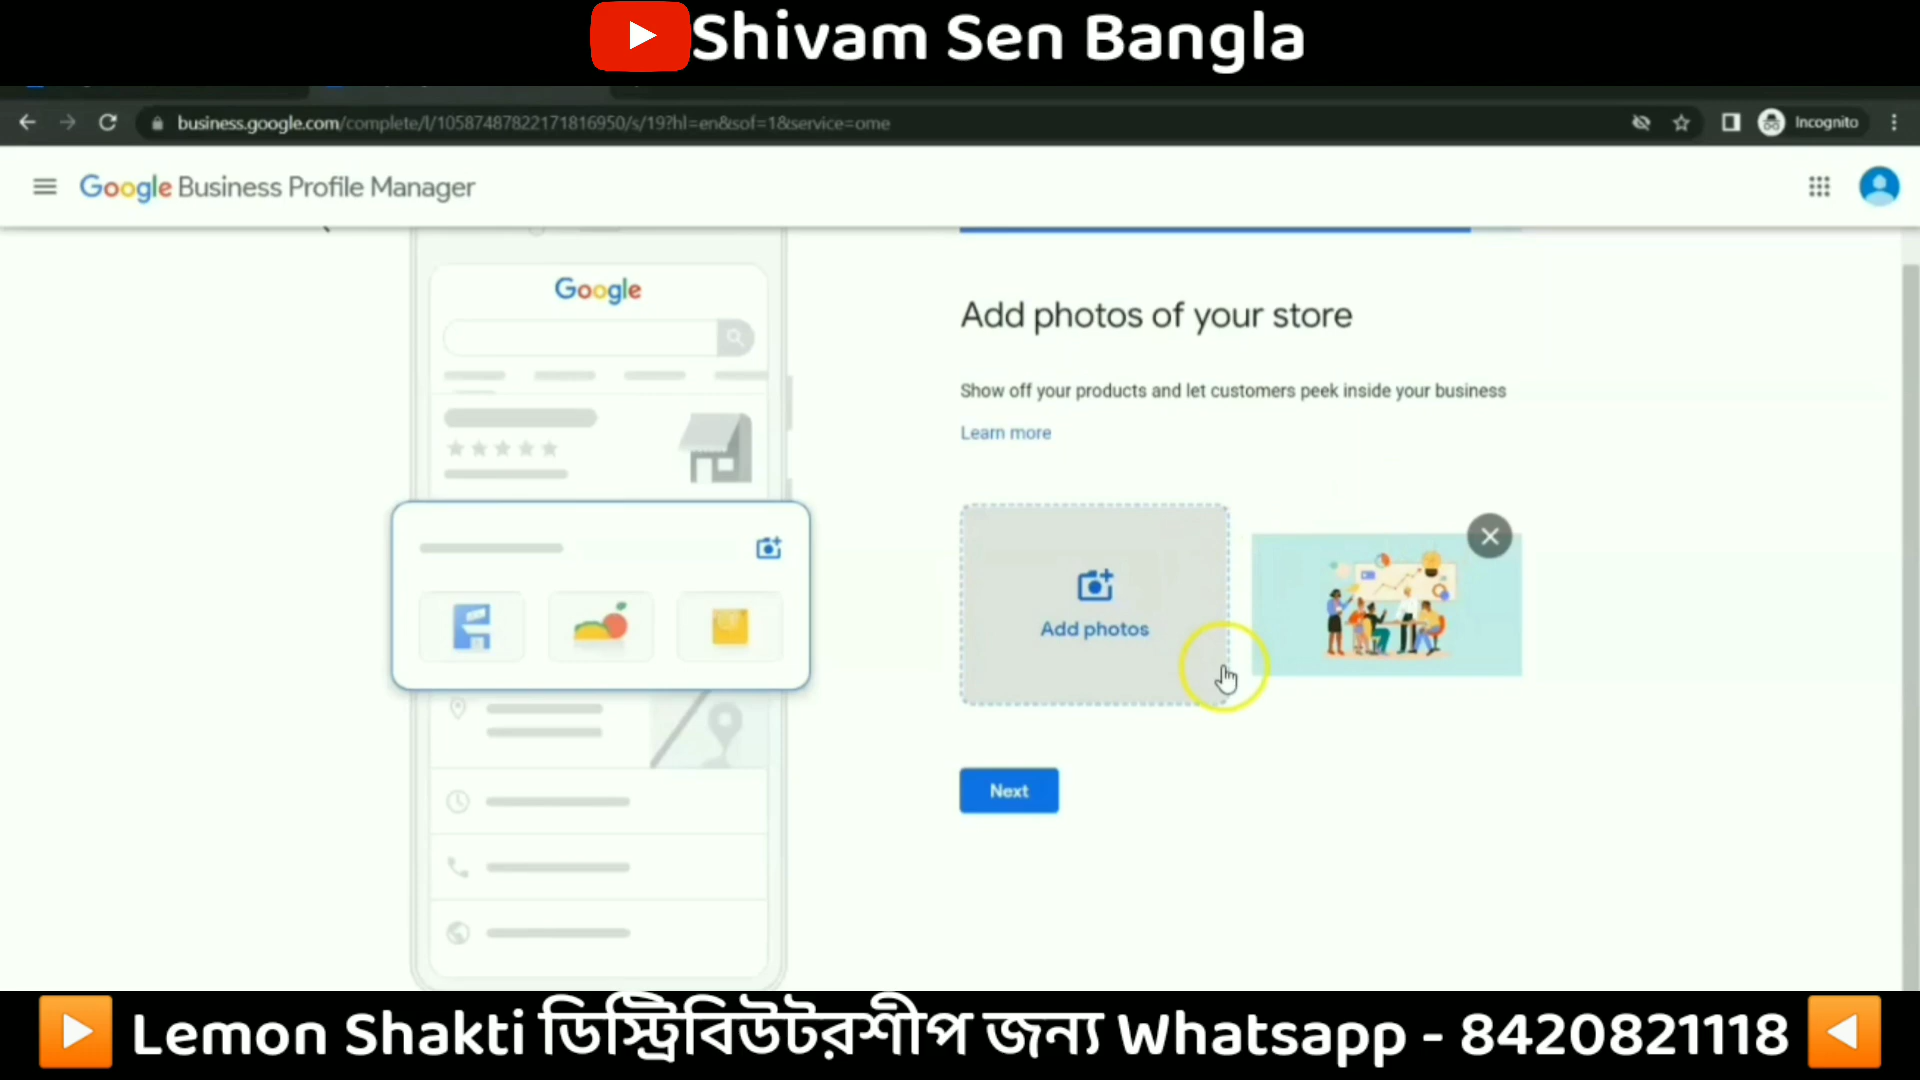 Shivam Sen Bangla
business.google.com/complete/l/10587487822171816950/s/19?hl=en&sof=1&service=ome
Incognito
Google Business Profile Manager
Google
Add photos of your store
Show off your products and let customers peek inside your business
Learn more
Add photos
Next
Lemon Shakti ডিস্ট্রিবিউটরশীপ জন্য Whatsapp - 8420821118